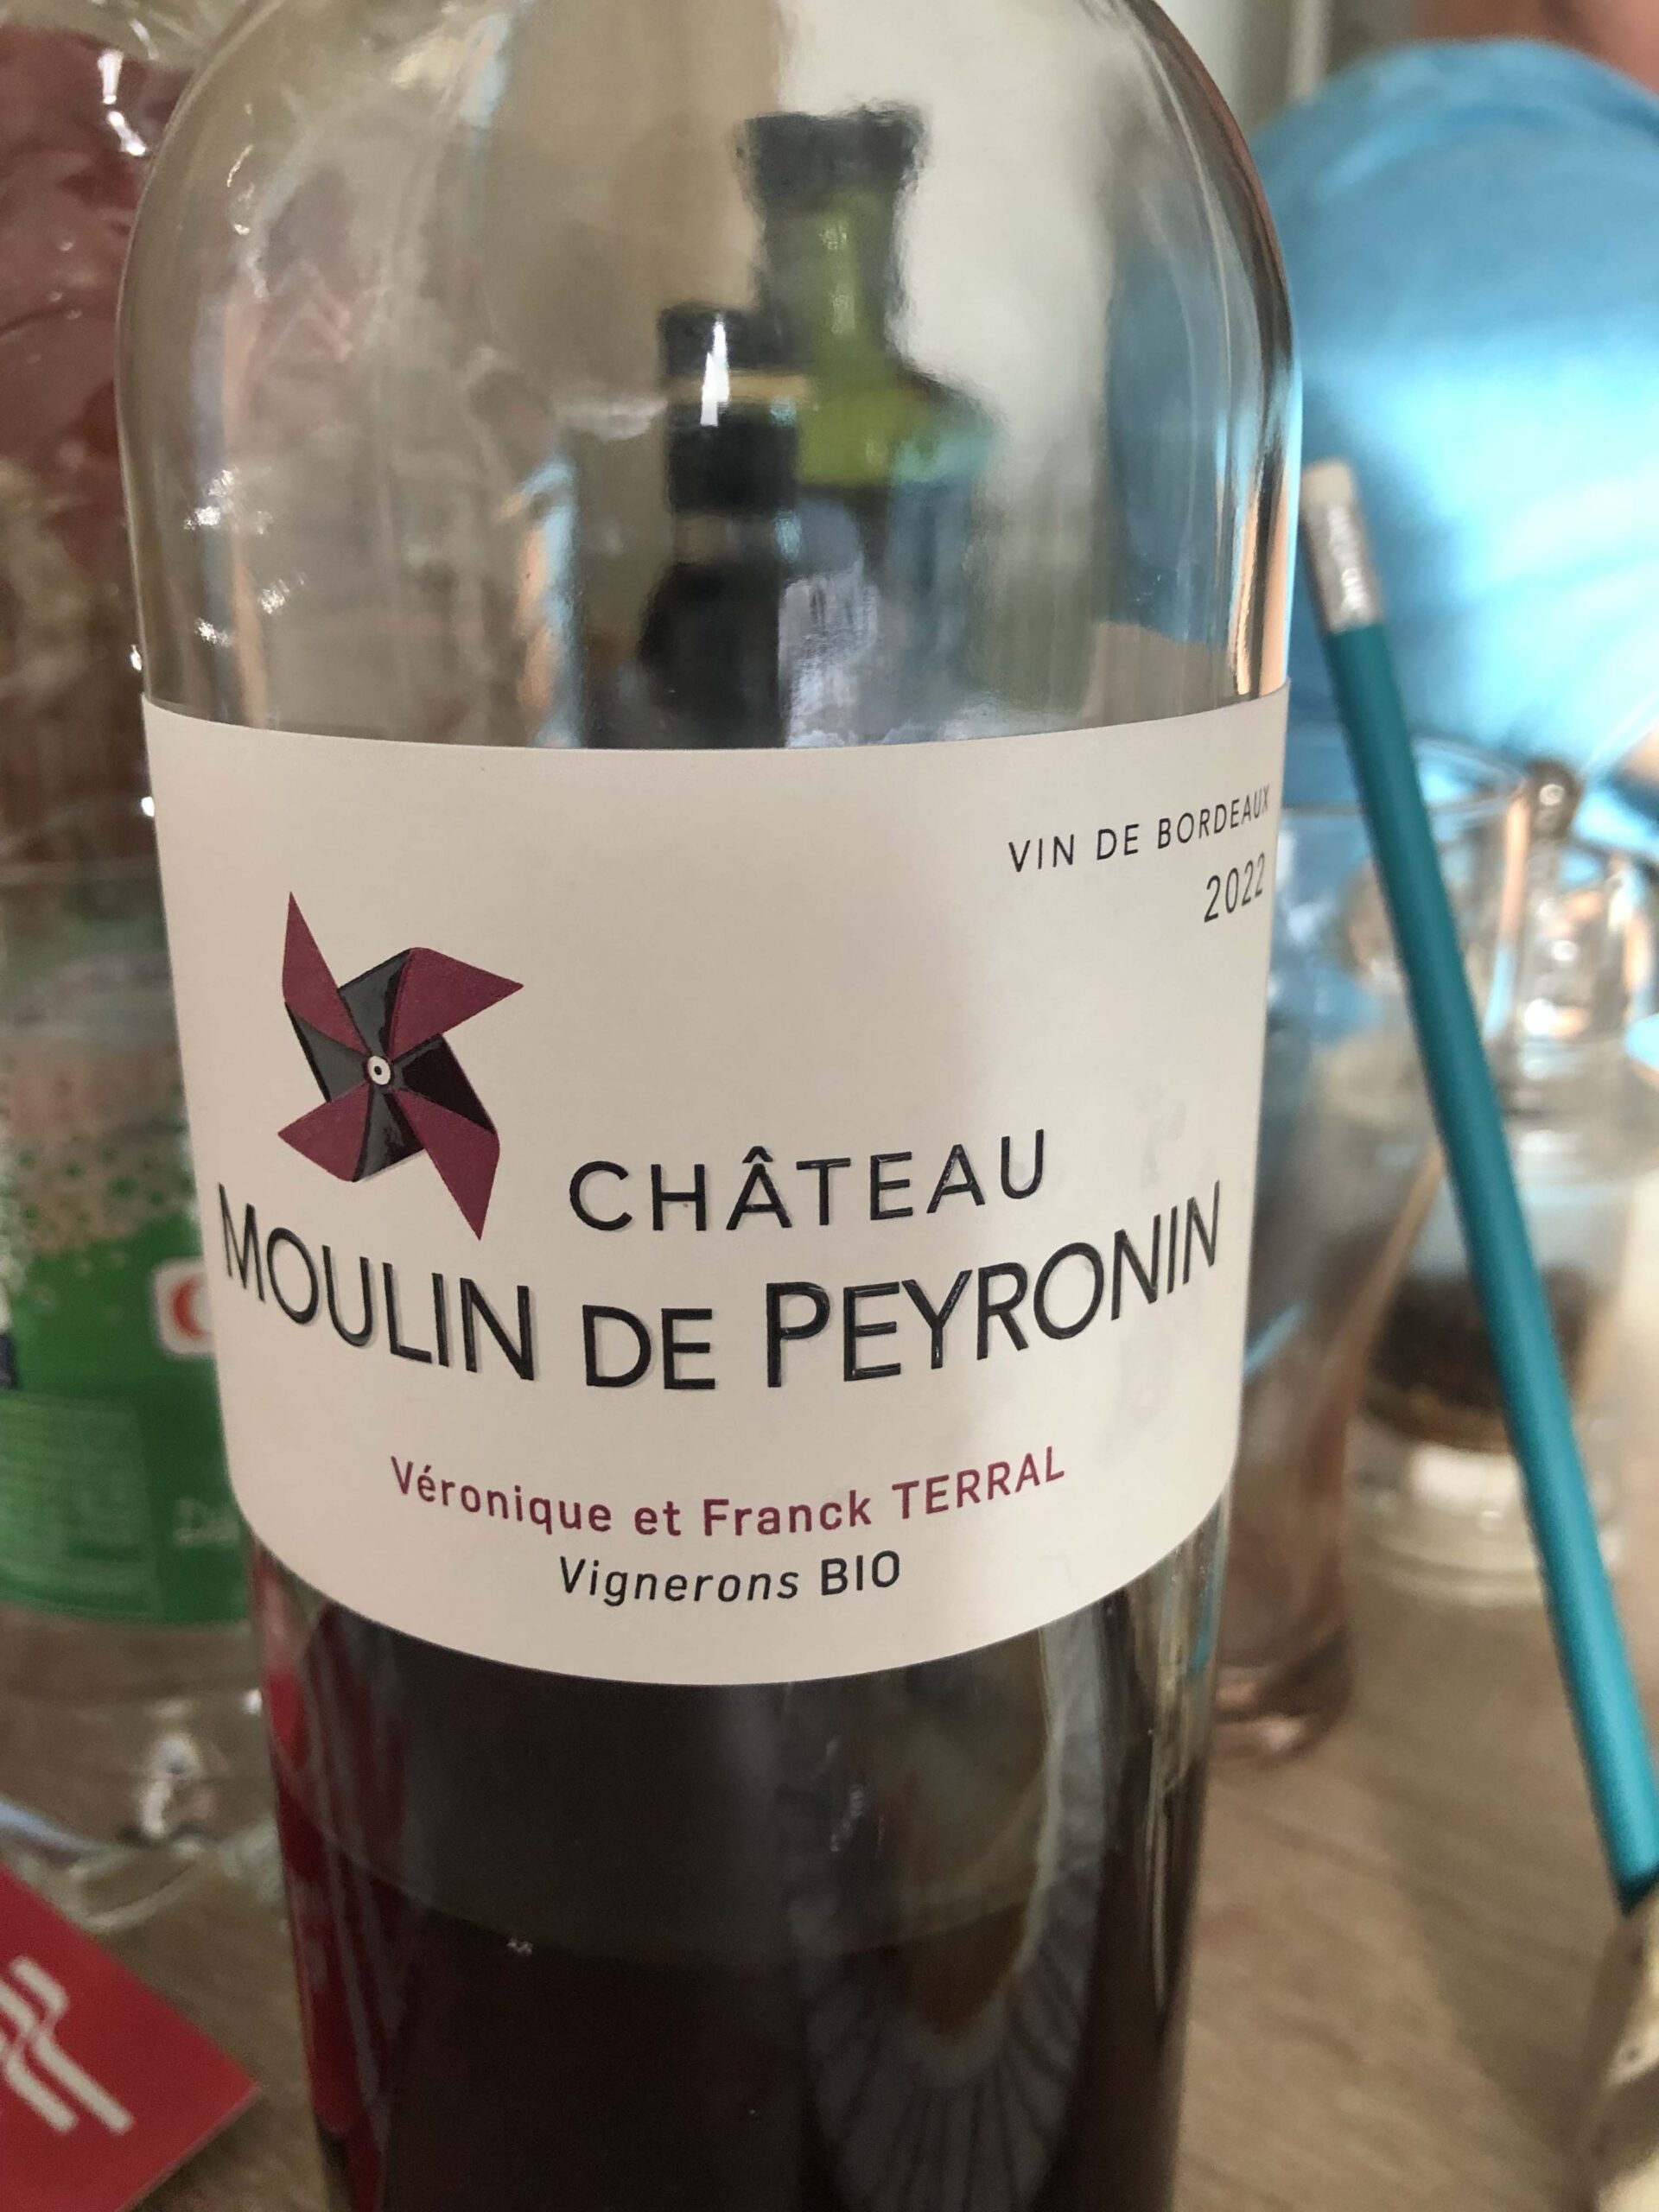 VIN DE BORDEAUX
2022
CHÂTEAU
MOULIN DE PEYRONIN
Véronique et Franck TERRAL
Vignerons BIO